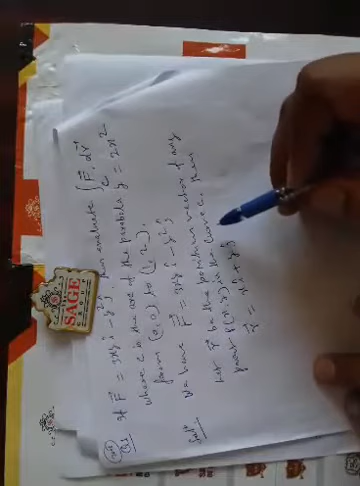 Q.1 If F⃗ = 3xy î - y² ĵ, then evaluate ∫_C F⃗ · dr⃗
where C is the arc of the parabola y = 2x²
from (0, 0) to (1, 2).
Solⁿ We have F⃗ = 3xy î - y² ĵ
Let r⃗ be the position vector of any
point P(x, y) on the curve C. Then
r⃗ = xî + yĵ
SAGE